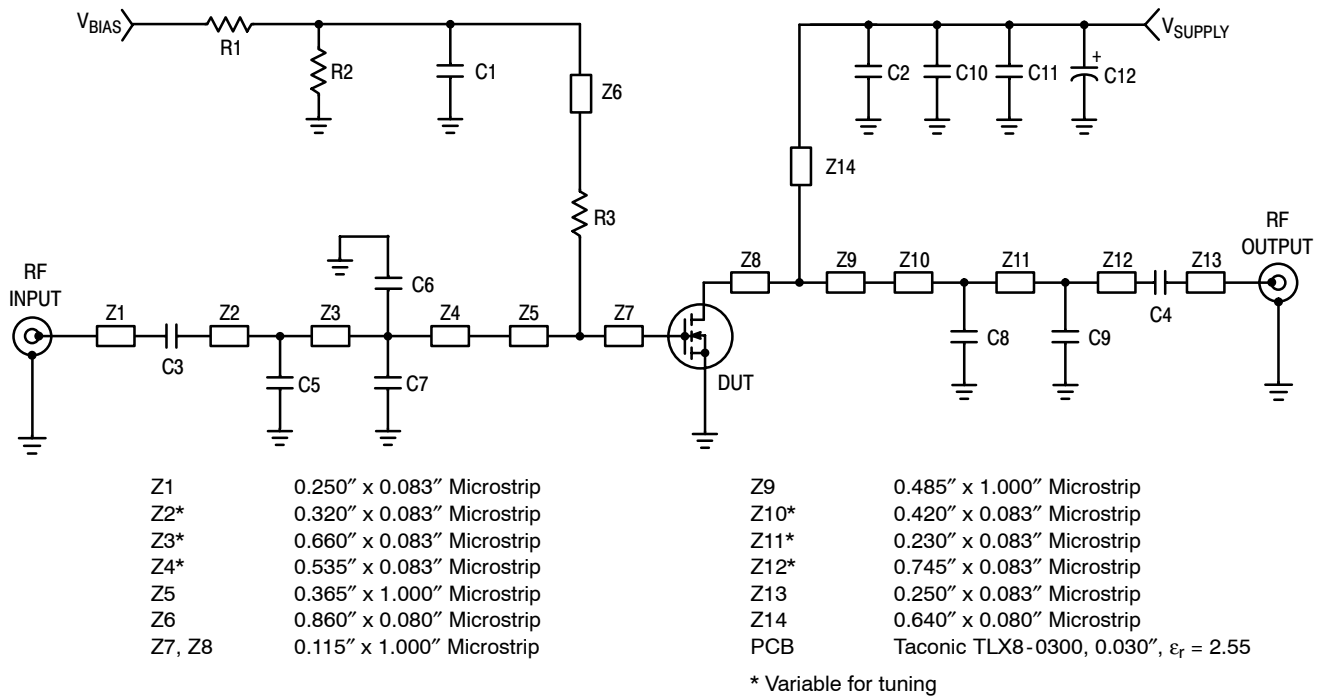 V_BIAS
R1
R2
C1
Z6
R3
V_SUPPLY
C2
C10
C11
+
C12
Z14
RF
INPUT
Z1
C3
Z2
C5
Z3
C6
C7
Z4
Z5
Z7
DUT
Z8
Z9
Z10
C8
Z11
C9
Z12
C4
Z13
RF
OUTPUT
Z1 0.250″ x 0.083″ Microstrip
Z2* 0.320″ x 0.083″ Microstrip
Z3* 0.660″ x 0.083″ Microstrip
Z4* 0.535″ x 0.083″ Microstrip
Z5 0.365″ x 1.000″ Microstrip
Z6 0.860″ x 0.080″ Microstrip
Z7, Z8 0.115″ x 1.000″ Microstrip
Z9 0.485″ x 1.000″ Microstrip
Z10* 0.420″ x 0.083″ Microstrip
Z11* 0.230″ x 0.083″ Microstrip
Z12* 0.745″ x 0.083″ Microstrip
Z13 0.250″ x 0.083″ Microstrip
Z14 0.640″ x 0.080″ Microstrip
PCB Taconic TLX8-0300, 0.030″, εr = 2.55
* Variable for tuning